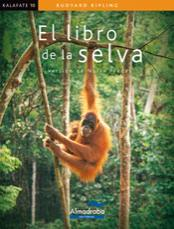 KALAFATE 10
RUDYARD KIPLING
El libro
de la selva
Almadraba